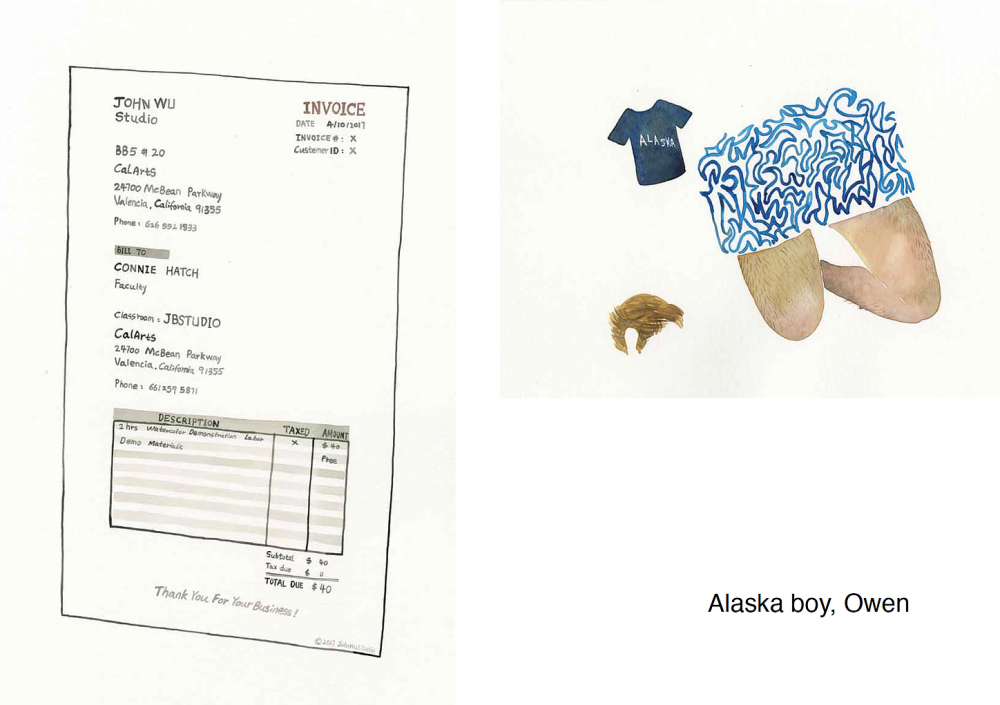 JOHN WU
Studio
INVOICE
DATE 4/10/2017
INVOICE #: X
Customer ID: X
BB5 # 20
CalArts
24700 McBean Parkway
Valencia, California 91355
Phone: 626 592 1933
BILL TO
CONNIE HATCH
Faculty
Classroom: JBSTUDIO
CalArts
24700 McBean Parkway
Valencia, California 91355
Phone: 661 259 5871
DESCRIPTION TAXED AMOUNT
2 hrs Watercolor Demonstration Labor X $ 40
Demo Materials Free
Subtotal $ 40
Tax due $ 0
TOTAL DUE $ 40
Thank You For Your Business!
©2017
ALASKA
Alaska boy, Owen